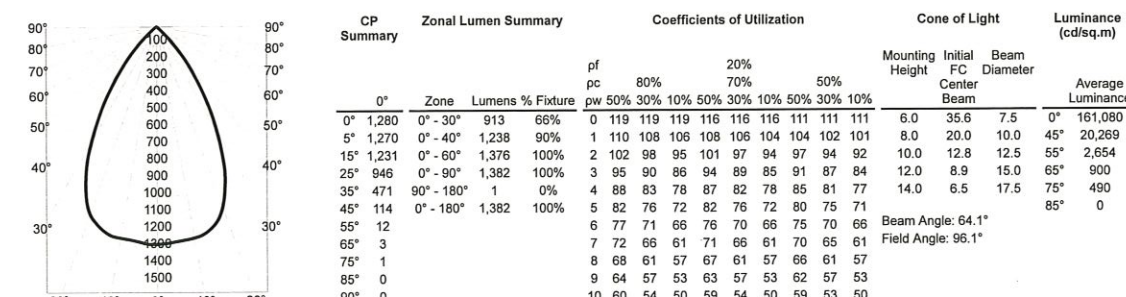 CP Summary Zonal Lumen Summary Coefficients of Utilization Cone of Light Luminance (cd/sq.m)
90° 90°
80° 80°
70° 70°
60° 60°
50° 50°
40° 40°
30° 30°
100
200
300
400
500
600
700
800
900
1000
1100
1200
1300
1400
1500
0°
0° 1,280
5° 1,270
15° 1,231
25° 946
35° 471
45° 114
55° 12
65° 3
75° 1
85° 0
90° 0
Zone Lumens % Fixture
0° - 30° 913 66%
0° - 40° 1,238 90%
0° - 60° 1,376 100%
0° - 90° 1,382 100%
90° - 180° 1 0%
0° - 180° 1,382 100%
ρf 20%
ρc 80% 70% 50%
ρw 50% 30% 10% 50% 30% 10% 50% 30% 10%
0 119 119 119 116 116 116 111 111 111
1 110 108 106 108 106 104 104 102 101
2 102 98 95 101 97 94 97 94 92
3 95 90 86 94 89 85 91 87 84
4 88 83 78 87 82 78 85 81 77
5 82 76 72 82 76 72 80 75 71
6 77 71 66 76 70 66 75 70 66
7 72 66 61 71 66 61 70 65 61
8 68 61 57 67 61 57 66 61 57
9 64 57 53 63 57 53 62 57 53
10 60 54 50 59 54 50 59 53 50
Mounting Height Initial FC Center Beam Beam Diameter
6.0 35.6 7.5
8.0 20.0 10.0
10.0 12.8 12.5
12.0 8.9 15.0
14.0 6.5 17.5
Beam Angle: 64.1°
Field Angle: 96.1°
Average Luminance
0° 161,080
45° 20,269
55° 2,654
65° 900
75° 490
85° 0